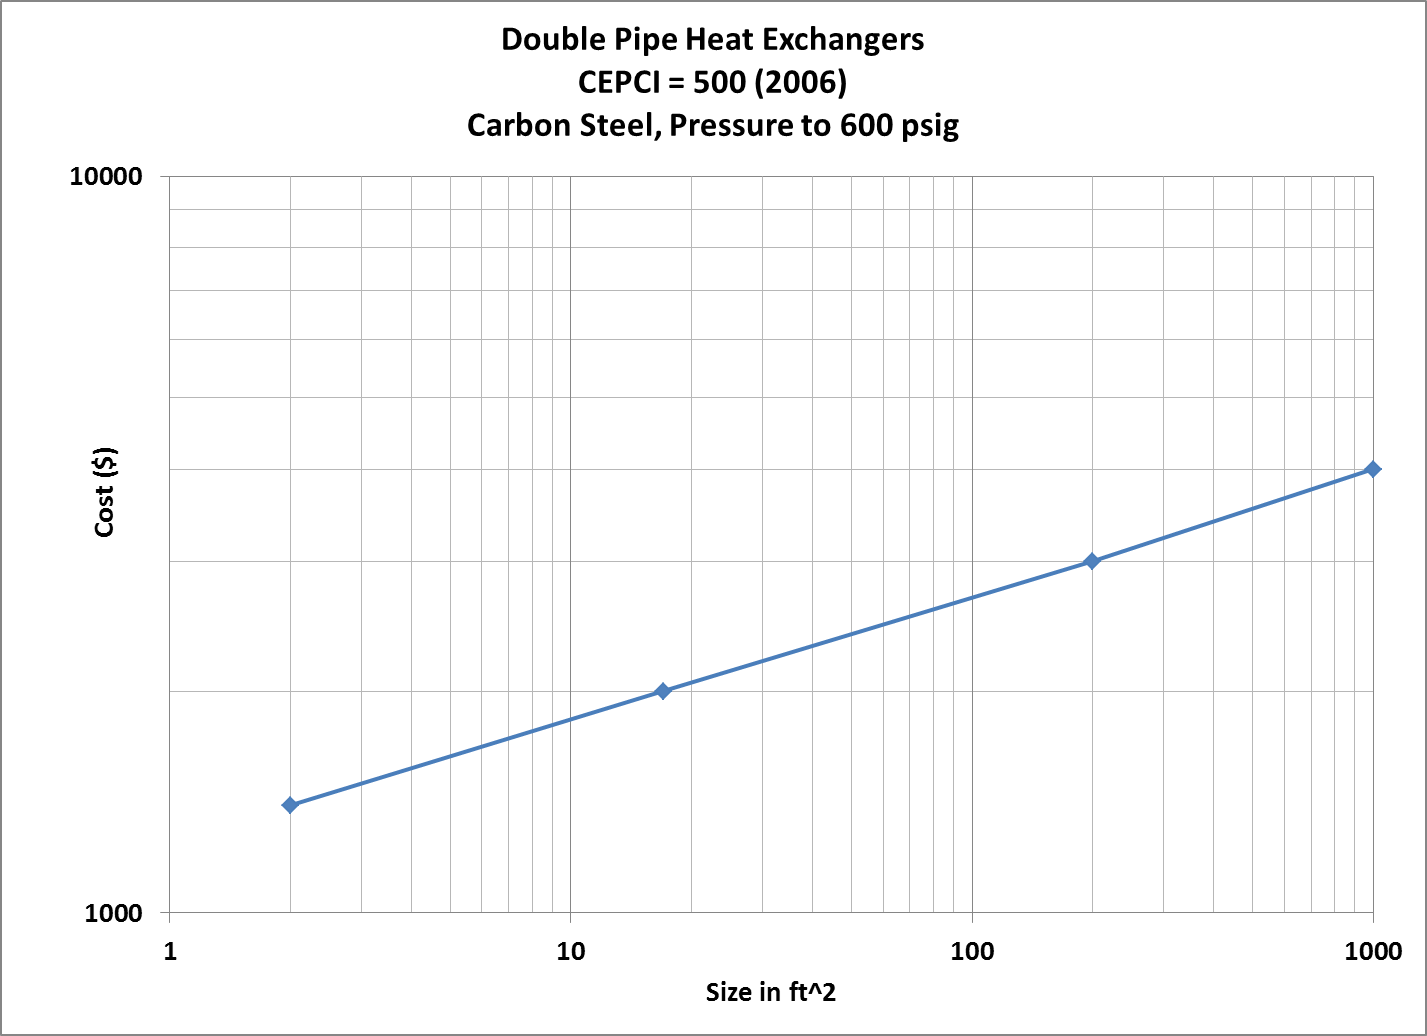 Double Pipe Heat Exchangers
CEPCI = 500 (2006)
Carbon Steel, Pressure to 600 psig
10000
Cost ($)
1000
1 10 100 1000
Size in ft^2